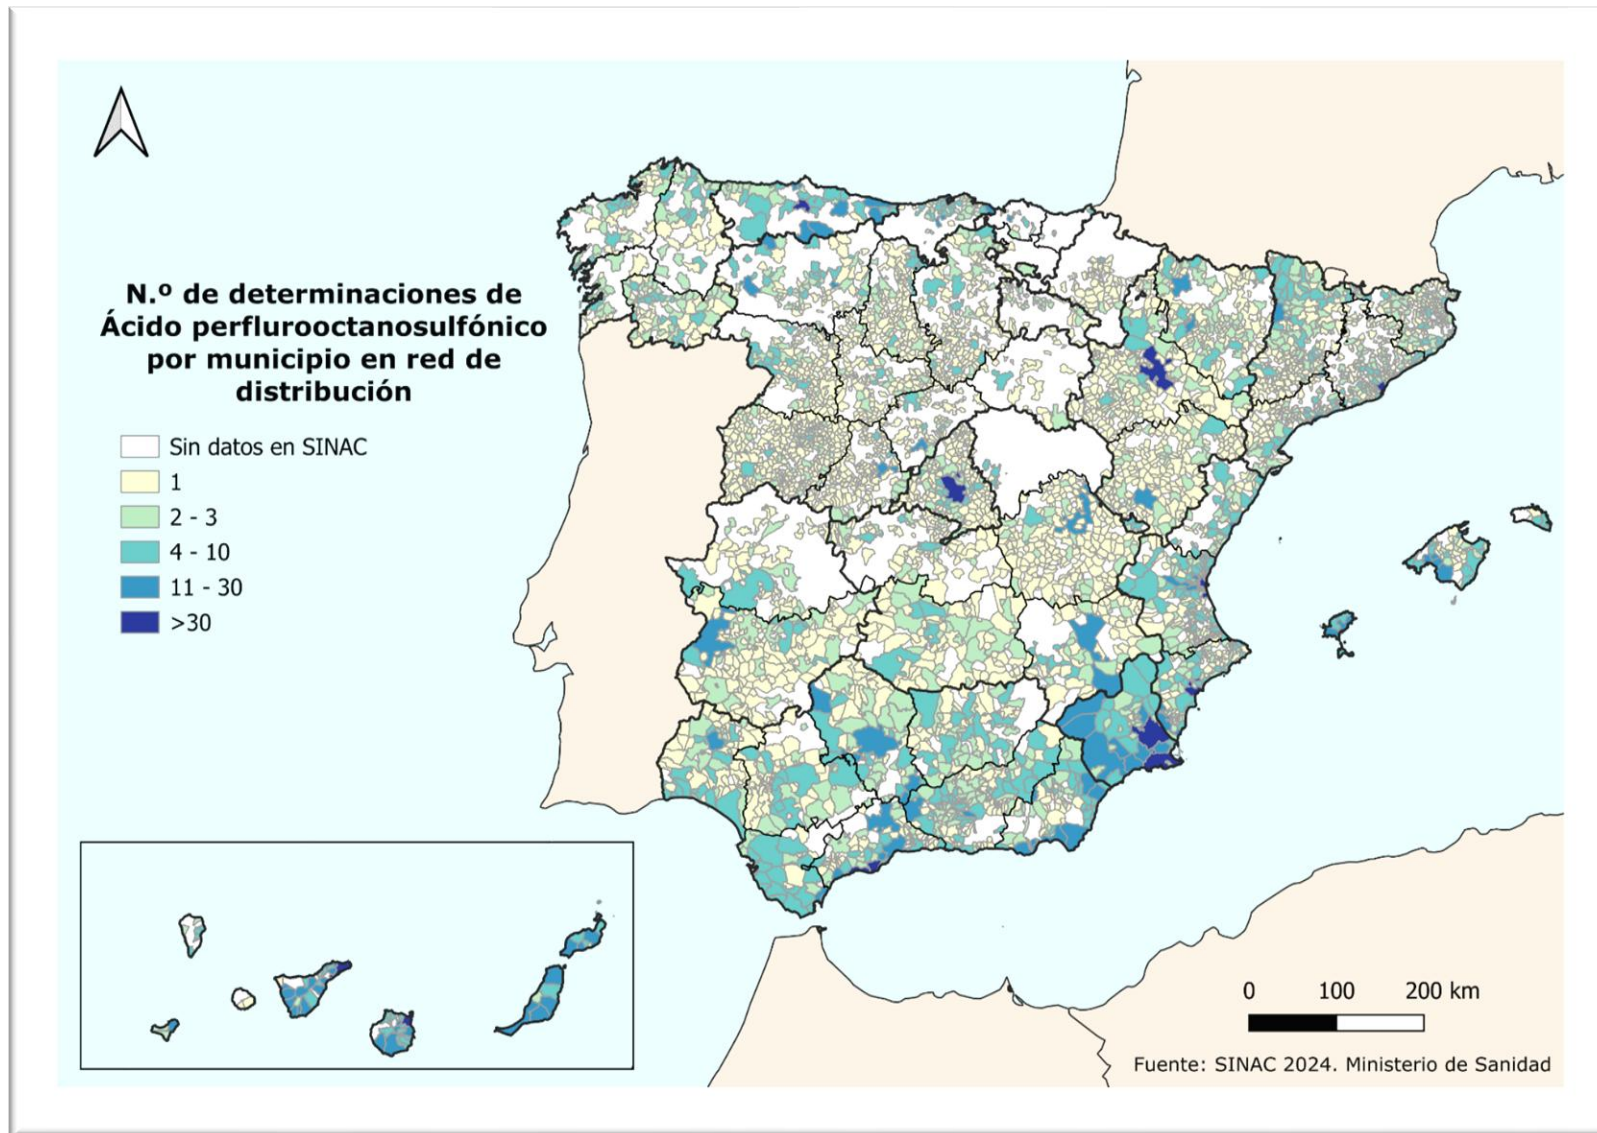 N.º de determinaciones de
Ácido perflurooctanosulfónico
por municipio en red de
distribución
Sin datos en SINAC
1
2 - 3
4 - 10
11 - 30
>30
0 100 200 km
Fuente: SINAC 2024. Ministerio de Sanidad